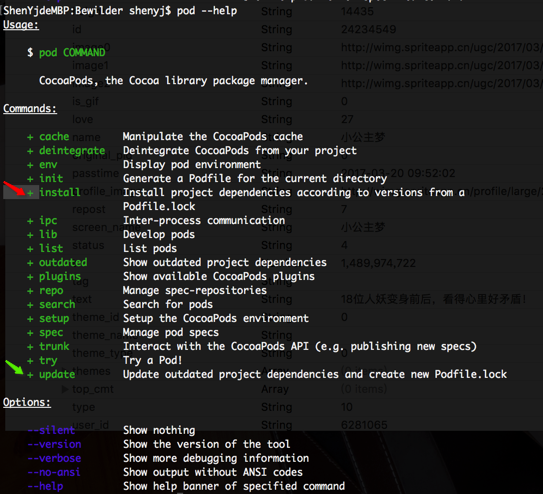 [ShenYjdeMBP:Bewilder shenyj$ pod --help
Usage:
$ pod COMMAND
CocoaPods, the Cocoa library package manager.
Commands:
+ cache Manipulate the CocoaPods cache
+ deintegrate Deintegrate CocoaPods from your project
+ env Display pod environment
+ init Generate a Podfile for the current directory
+ install Install project dependencies according to versions from a
Podfile.lock
+ ipc Inter-process communication
+ lib Develop pods
+ list List pods
+ outdated Show outdated project dependencies
+ plugins Show available CocoaPods plugins
+ repo Manage spec-repositories
+ search Search for pods
+ setup Setup the CocoaPods environment
+ spec Manage pod specs
+ trunk Interact with the CocoaPods API (e.g. publishing new specs)
+ try Try a Pod!
+ update Update outdated project dependencies and create new Podfile.lock
Options:
--silent Show nothing
--version Show the version of the tool
--verbose Show more debugging information
--no-ansi Show output without ANSI codes
--help Show help banner of specified command
String 14435
id String 24234549
String http://wimg.spriteapp.cn/ugc/2017/03/
image1 String http://wimg.spriteapp.cn/ugc/2017/03/
String http://wimg.spriteapp.cn/ugc/2017/03/
is_gif String 0
love String 27
name String 小公主梦
passtime 2017-03-20 09:52:02
repost 7
screen_name String 小公主梦
status String 4
1,489,974,722
tag
text String 18位人妖变身前后，看得心里好矛盾！
theme_id 0
theme_name
theme_type 0
themes
top_cmt Array (0 items)
type String 10
user_id String 6281065